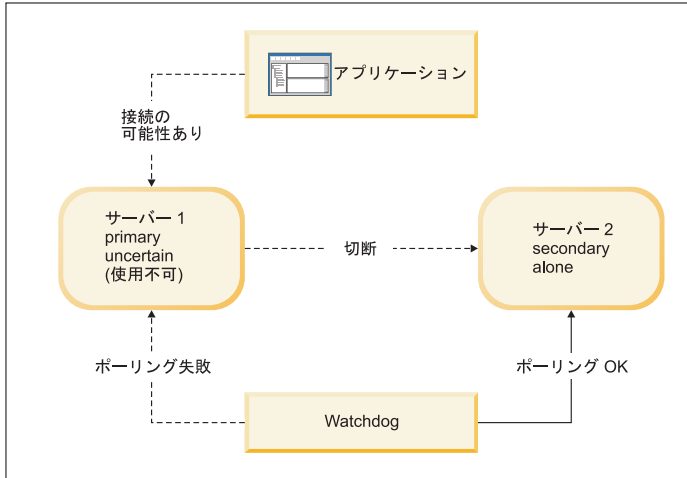 アプリケーション
接続の
可能性あり
サーバー 1
primary
uncertain
(使用不可)
切断
サーバー 2
secondary
alone
ポーリング失敗
ポーリング OK
Watchdog